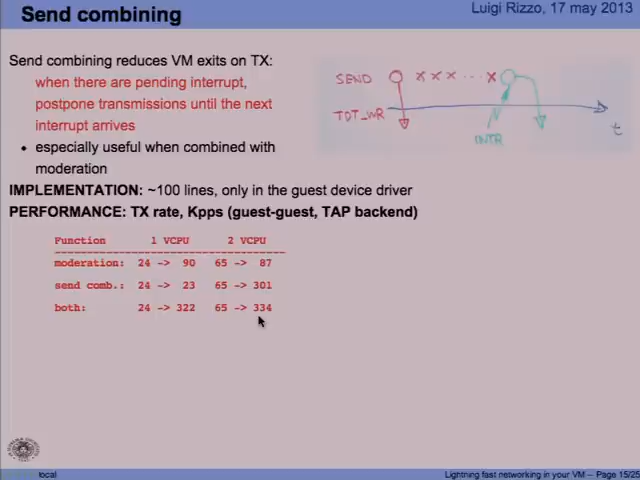 Send combining
Luigi Rizzo, 17 may 2013
Send combining reduces VM exits on TX:
when there are pending interrupt,
postpone transmissions until the next
interrupt arrives
• especially useful when combined with
moderation
SEND x x x ... x
TDT_WR
INTR
t
IMPLEMENTATION: ~100 lines, only in the guest device driver
PERFORMANCE: TX rate, Kpps (guest-guest, TAP backend)
Function 1 VCPU 2 VCPU
moderation: 24 -> 90 65 -> 87
send comb.: 24 -> 23 65 -> 301
both: 24 -> 322 65 -> 334
local
Lightning fast networking in your VM -- Page 15/25